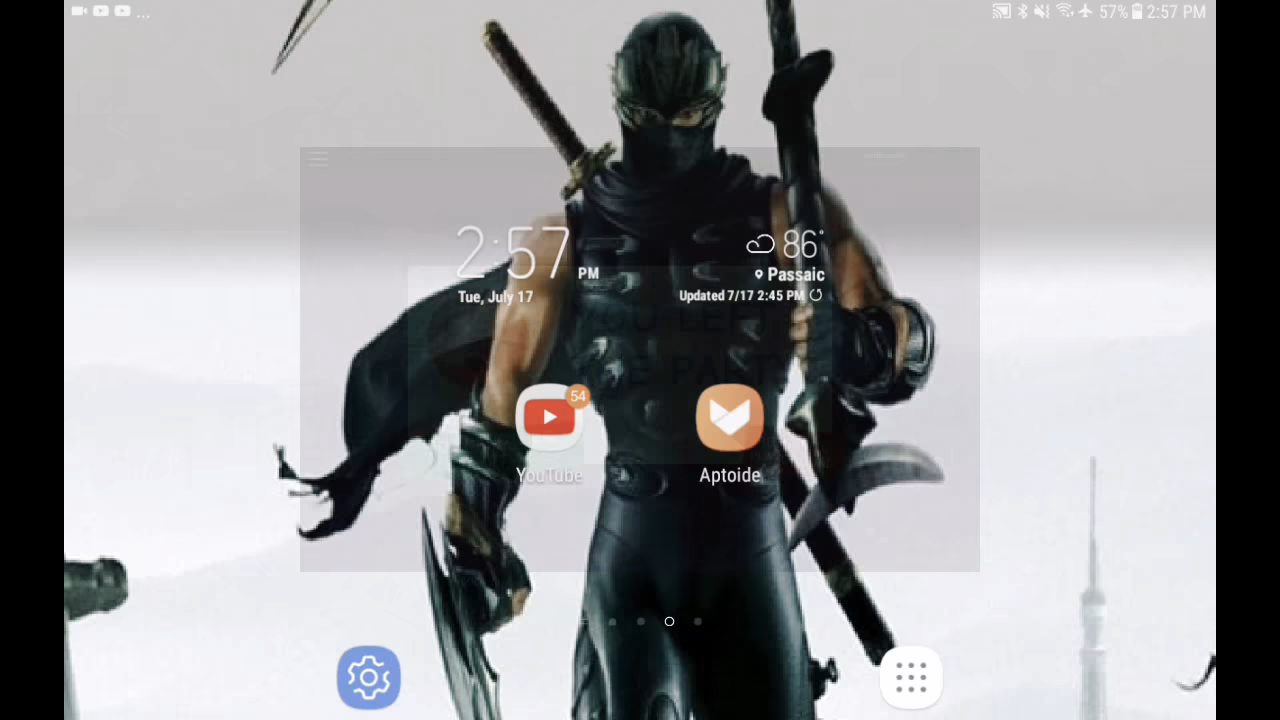 ...
57%
2:57 PM
2:57 PM
86°
Tue, July 17
Passaic
Updated 7/17 2:45 PM
54
YouTube
Aptoide